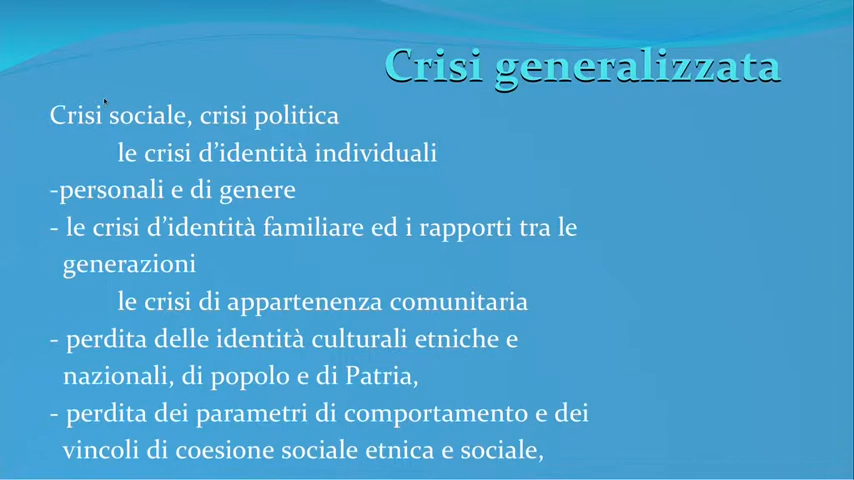 Crisi generalizzata
Crisi sociale, crisi politica
le crisi d’identità individuali
-personali e di genere
- le crisi d’identità familiare ed i rapporti tra le
generazioni
le crisi di appartenenza comunitaria
- perdita delle identità culturali etniche e
nazionali, di popolo e di Patria,
- perdita dei parametri di comportamento e dei
vincoli di coesione sociale etnica e sociale,